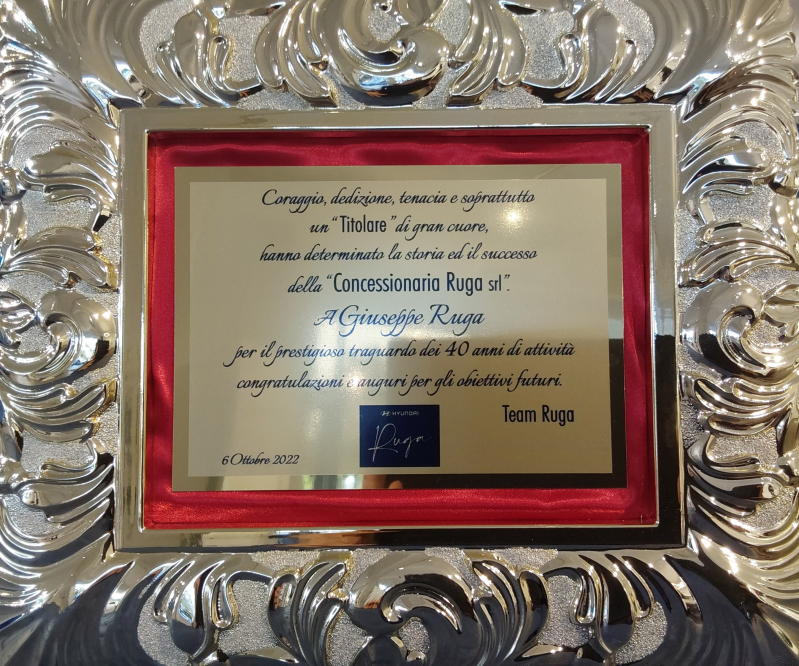 Coraggio, dedizione, tenacia e soprattutto
un "Titolare" di gran cuore,
hanno determinato la storia ed il successo
della "Concessionaria Ruga srl".
A Giuseppe Ruga
per il prestigioso traguardo dei 40 anni di attività
congratulazioni e auguri per gli obiettivi futuri.
Team Ruga
HYUNDAI
Ruga
6 Ottobre 2022